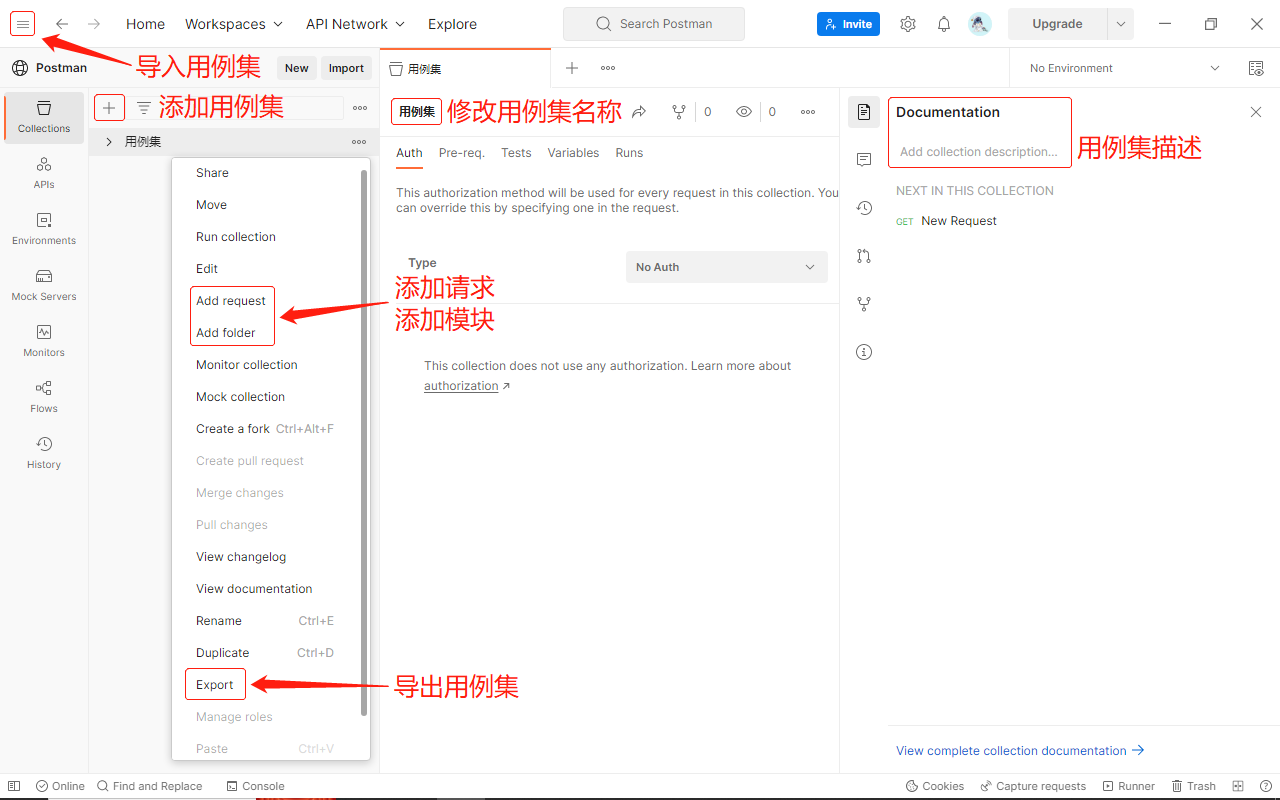 Home
Workspaces
API Network
Explore
Search Postman
Invite
Upgrade
导入用例集
Postman
New
Import
用例集
No Environment
添加用例集
用例集
修改用例集名称
0
0
Documentation
Add collection description...
用例集描述
Collections
用例集
Auth
Pre-req.
Tests
Variables
Runs
This authorization method will be used for every request in this collection. You
can override this by specifying one in the request.
Type
No Auth
This collection does not use any authorization. Learn more about
authorization ↗
NEXT IN THIS COLLECTION
GET New Request
APIs
Environments
Mock Servers
Monitors
Flows
History
Share
Move
Run collection
Edit
Add request
Add folder
添加请求
添加模块
Monitor collection
Mock collection
Create a fork Ctrl+Alt+F
Create pull request
Merge changes
Pull changes
View changelog
View documentation
Rename Ctrl+E
Duplicate Ctrl+D
Export
导出用例集
Manage roles
Paste Ctrl+V
View complete collection documentation →
Online
Find and Replace
Console
Cookies
Capture requests
Runner
Trash